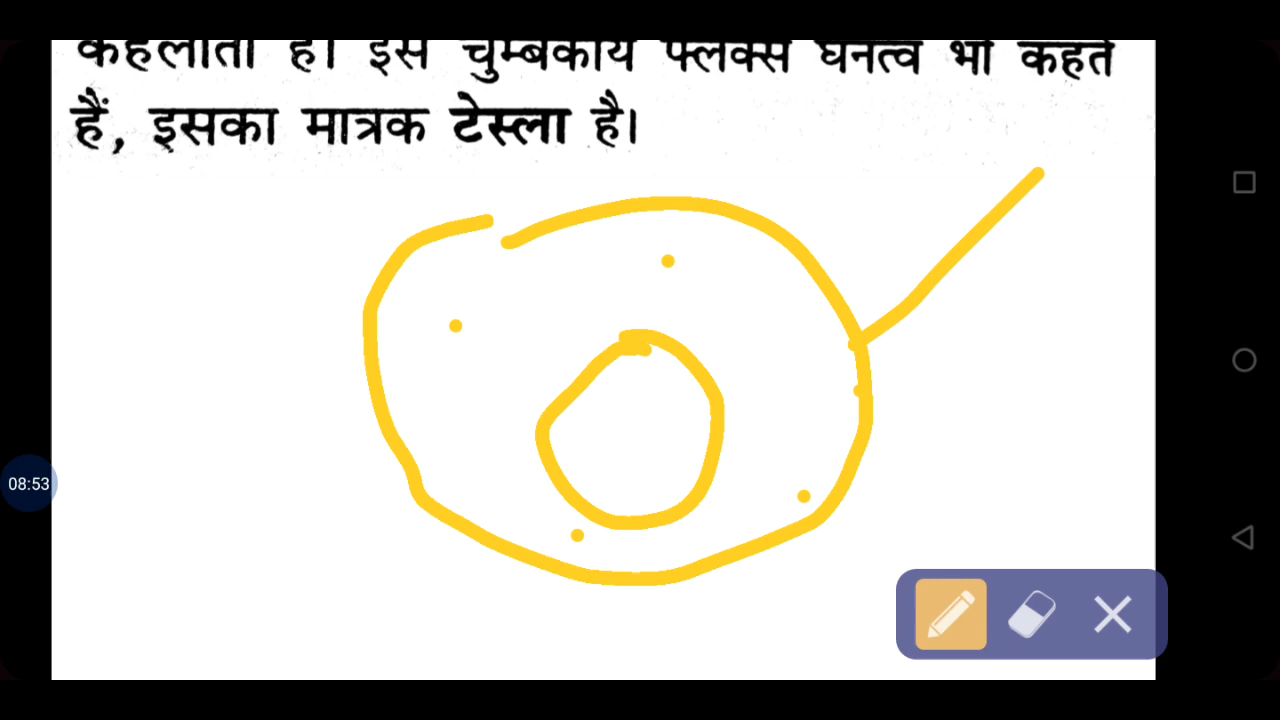 कहलाता है। इसे चुम्बकीय फ्लक्स घनत्व भी कहते
हैं, इसका मात्रक टेस्ला है।
08:53